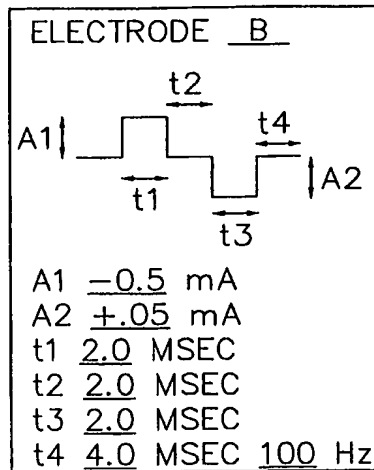 ELECTRODE B
t2
A1
t4
A2
t1
t3
A1 -0.5 mA
A2 +.05 mA
t1 2.0 MSEC
t2 2.0 MSEC
t3 2.0 MSEC
t4 4.0 MSEC 100 Hz